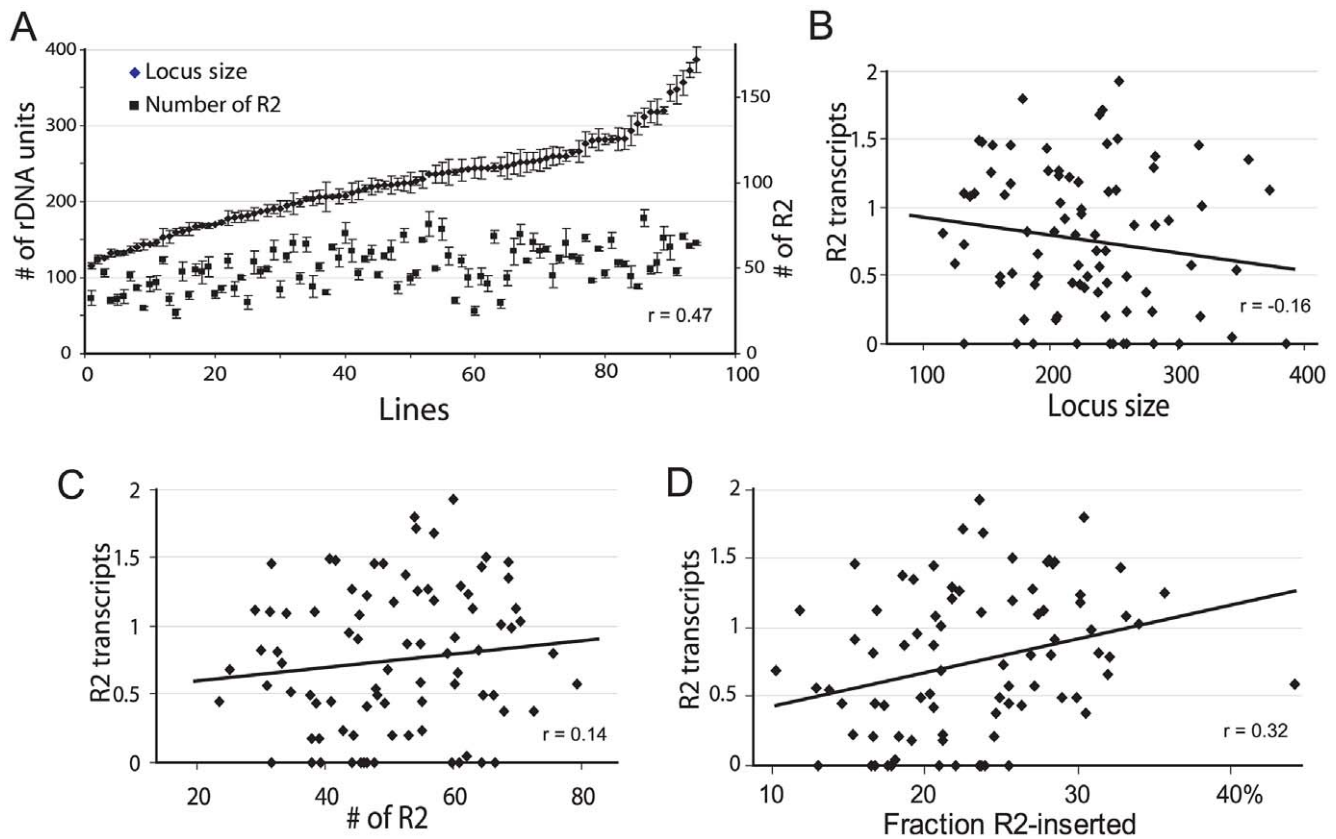 A
# of rDNA units
400
300
200
100
0
Locus size
Number of R2
r = 0.47
150
100
50
0
# of R2
0 20 40 60 80 100
Lines
B
R2 transcripts
2
1.5
1
0.5
0
r = -0.16
100 200 300 400
Locus size
C
R2 transcripts
2
1.5
1
0.5
0
r = 0.14
20 40 60 80
# of R2
D
R2 transcripts
2
1.5
1
0.5
0
r = 0.32
10 20 30 40%
Fraction R2-inserted